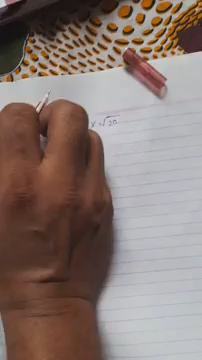 x = √20